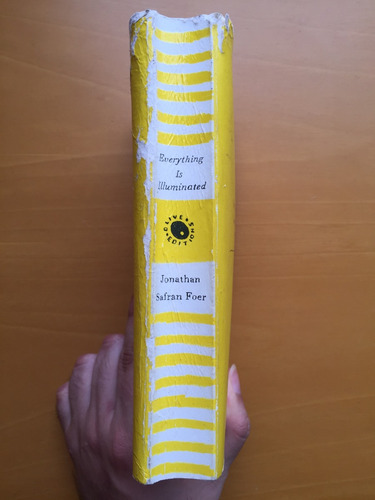 Everything
Is
Illuminated
OLIVE EDITIONS
Jonathan
Safran Foer